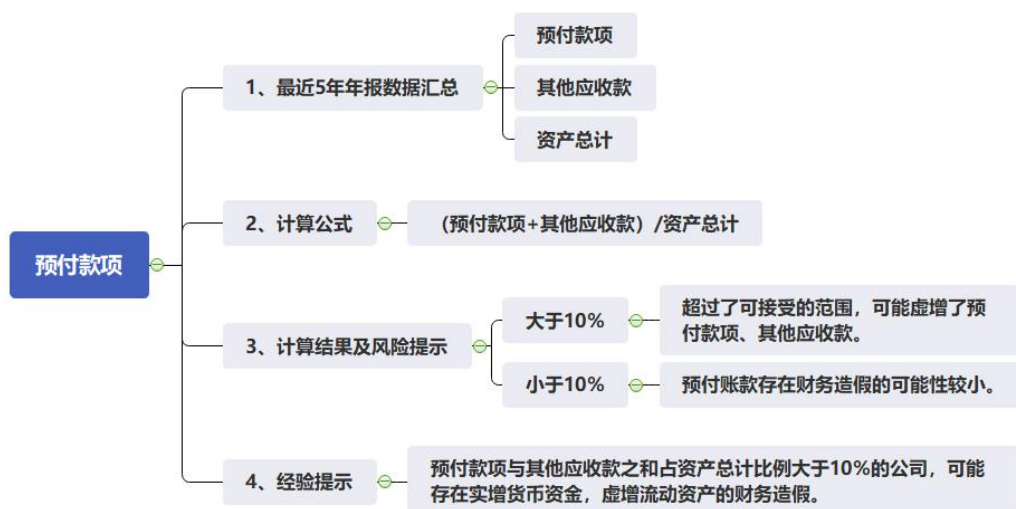 预付款项
1、最近5年年报数据汇总
预付款项
其他应收款
资产总计
2、计算公式
（预付款项+其他应收款）/资产总计
3、计算结果及风险提示
大于10%
超过了可接受的范围，可能虚增了预
付款项、其他应收款。
小于10%
预付账款存在财务造假的可能性较小。
4、经验提示
预付款项与其他应收款之和占资产总计比例大于10%的公司，可能
存在实增货币资金，虚增流动资产的财务造假。